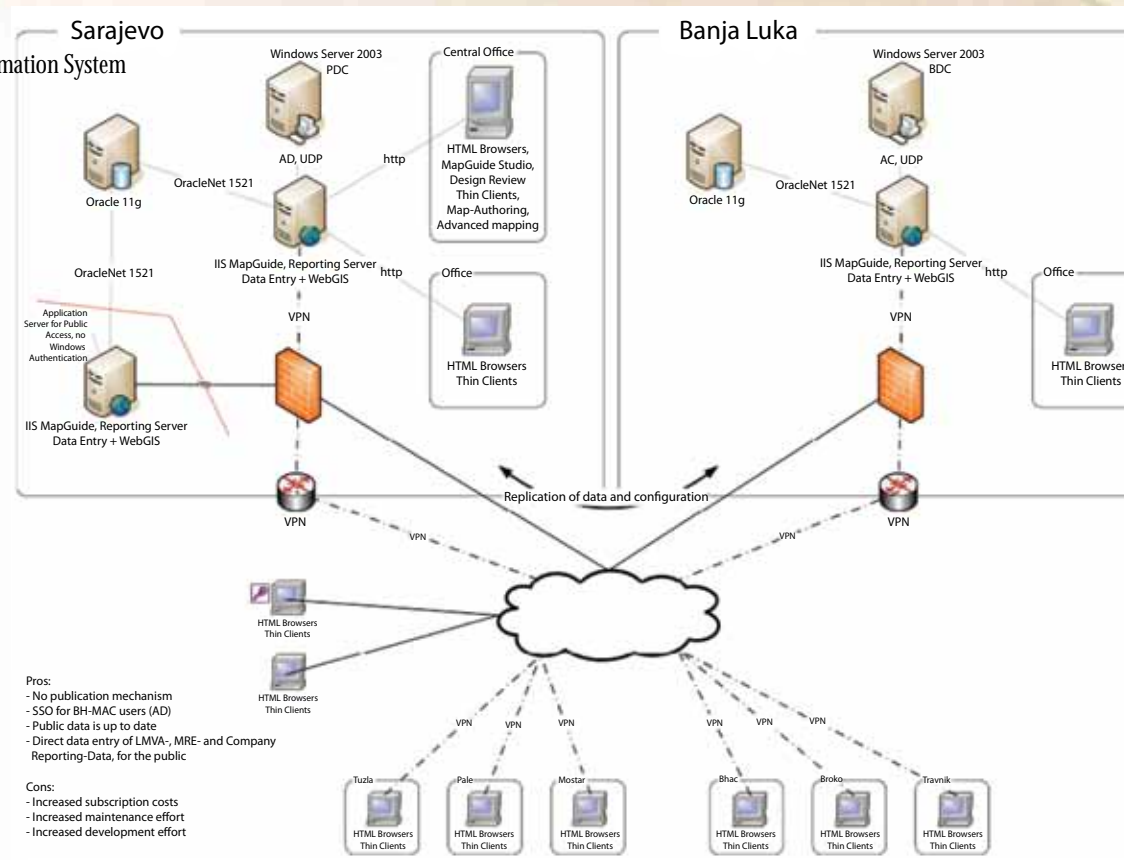 Sarajevo
mation System
Windows Server 2003
PDC
Central Office
AD, UDP
http
HTML Browsers,
MapGuide Studio,
Design Review
Thin Clients,
Map-Authoring,
Advanced mapping
OracleNet 1521
Oracle 11g
OracleNet 1521
IIS MapGuide, Reporting Server
Data Entry + WebGIS
http
Office
HTML Browsers
Thin Clients
VPN
Application
Server for Public
Access, no
Windows
Authentication
IIS MapGuide, Reporting Server
Data Entry + WebGIS
VPN
Banja Luka
Windows Server 2003
BDC
AC, UDP
OracleNet 1521
Oracle 11g
IIS MapGuide, Reporting Server
Data Entry + WebGIS
http
Office
HTML Browser
Thin Clients
VPN
VPN
Replication of data and configuration
VPN
VPN
HTML Browsers
Thin Clients
HTML Browsers
Thin Clients
Pros:
- No publication mechanism
- SSO for BH-MAC users (AD)
- Public data is up to date
- Direct data entry of LMVA-, MRE- and Company
Reporting-Data, for the public
Cons:
- Increased subscription costs
- Increased maintenance effort
- Increased development effort
VPN
VPN
VPN
VPN
VPN
VPN
Tuzla
HTML Browsers
Thin Clients
Pale
HTML Browsers
Thin Clients
Mostar
HTML Browsers
Thin Clients
Bhac
HTML Browsers
Thin Clients
Broko
HTML Browsers
Thin Clients
Travnik
HTML Browsers
Thin Clients